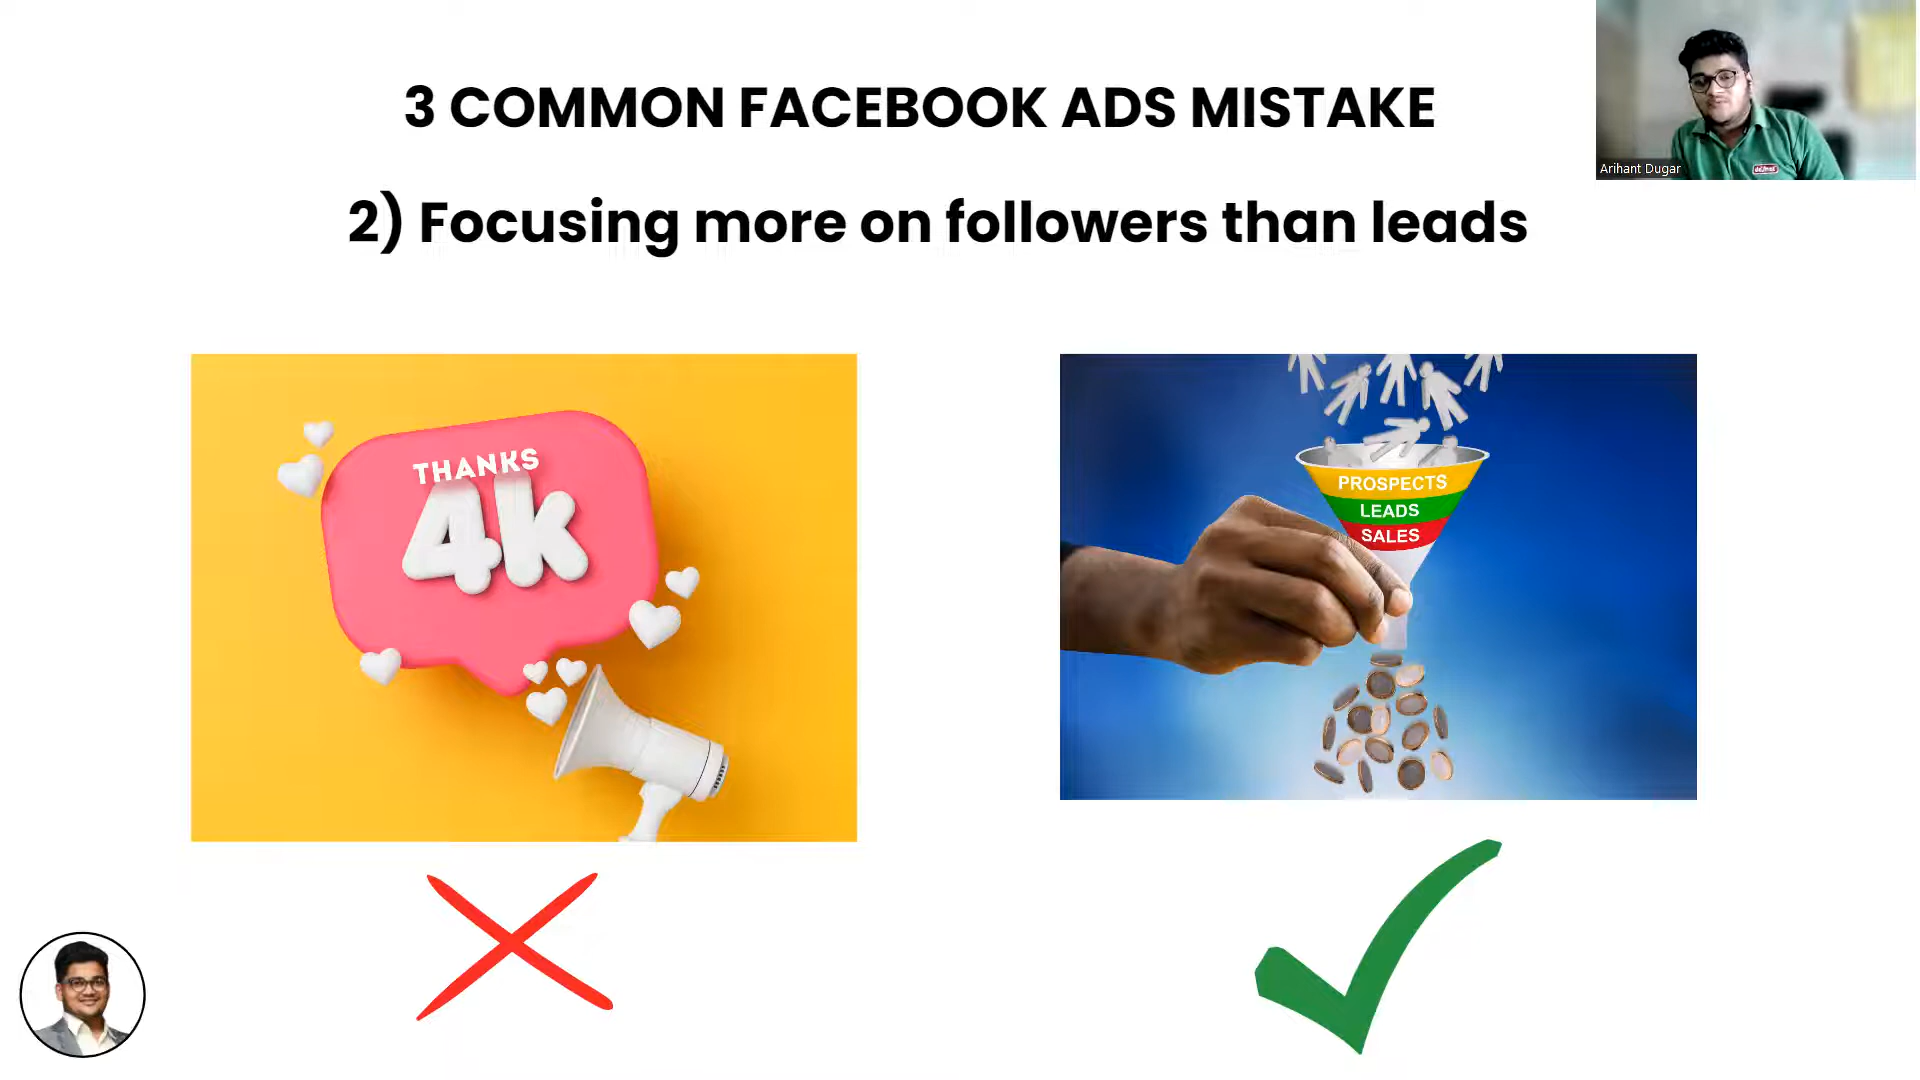 3 COMMON FACEBOOK ADS MISTAKE
Arihant Dugar
2) Focusing more on followers than leads
THANKS
4k
PROSPECTS
LEADS
SALES